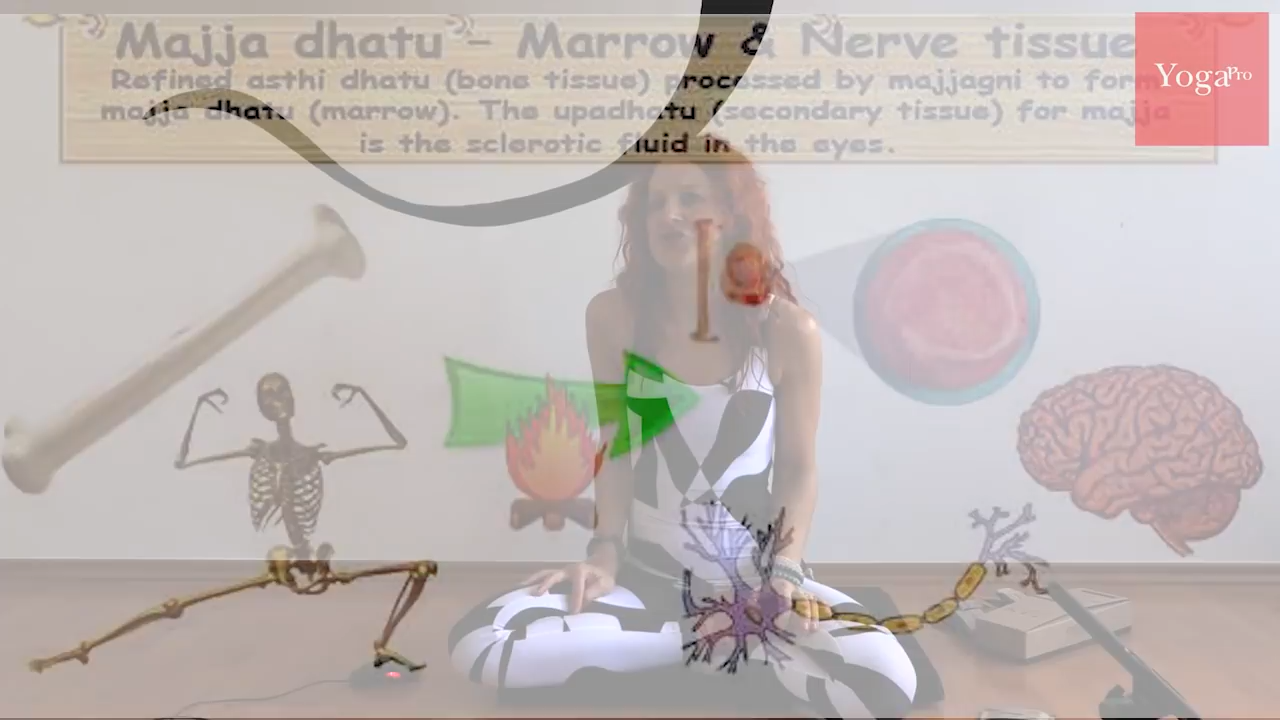 Majja dhatu - Marrow & Nerve tissue
Refined asthi dhatu (bone tissue) processed by majjagni to form
majja dhatu (marrow). The upadhatu (secondary tissue) for majja
is the sclerotic fluid in the eyes.
YogaPro